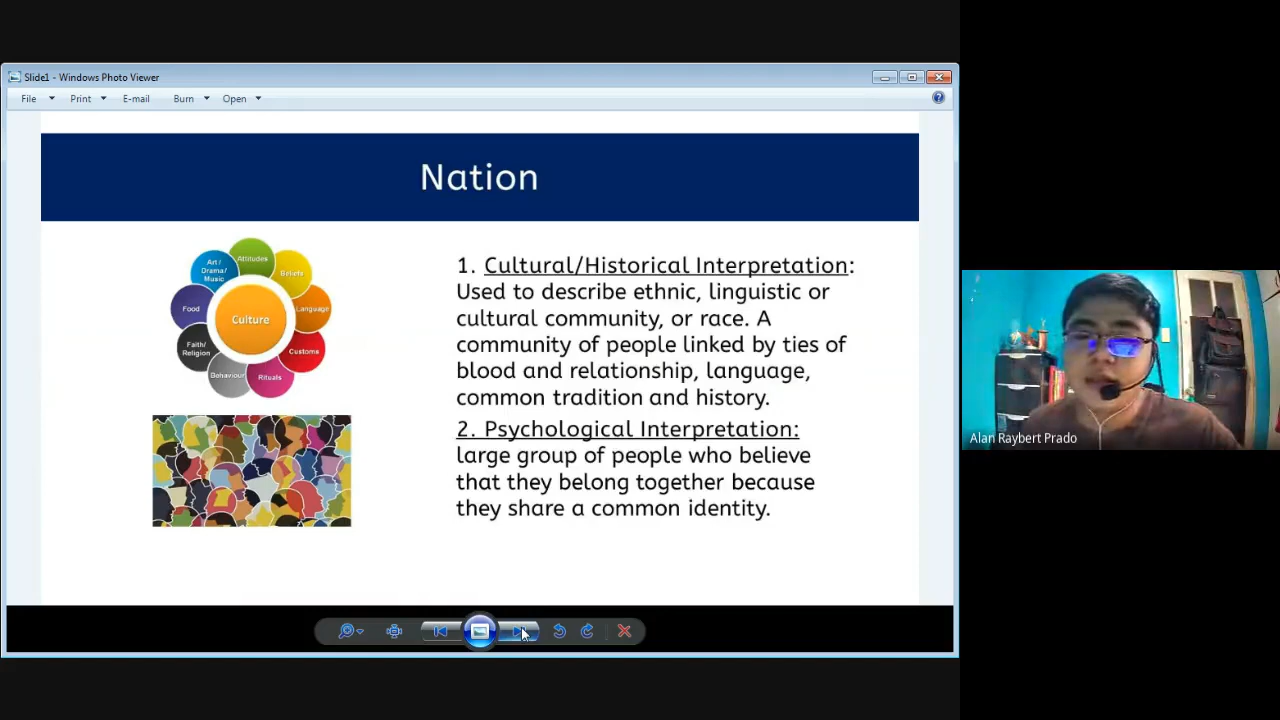 Slide1 - Windows Photo Viewer
File Print E-mail Burn Open
Nation
Culture
Attitudes
Beliefs
Language
Customs
Rituals
Behaviour
Faith/
Religion
Food
Art /
Drama/
Music
1. Cultural/Historical Interpretation:
Used to describe ethnic, linguistic or
cultural community, or race. A
community of people linked by ties of
blood and relationship, language,
common tradition and history.
2. Psychological Interpretation:
large group of people who believe
that they belong together because
they share a common identity.
Alan Raybert Prado